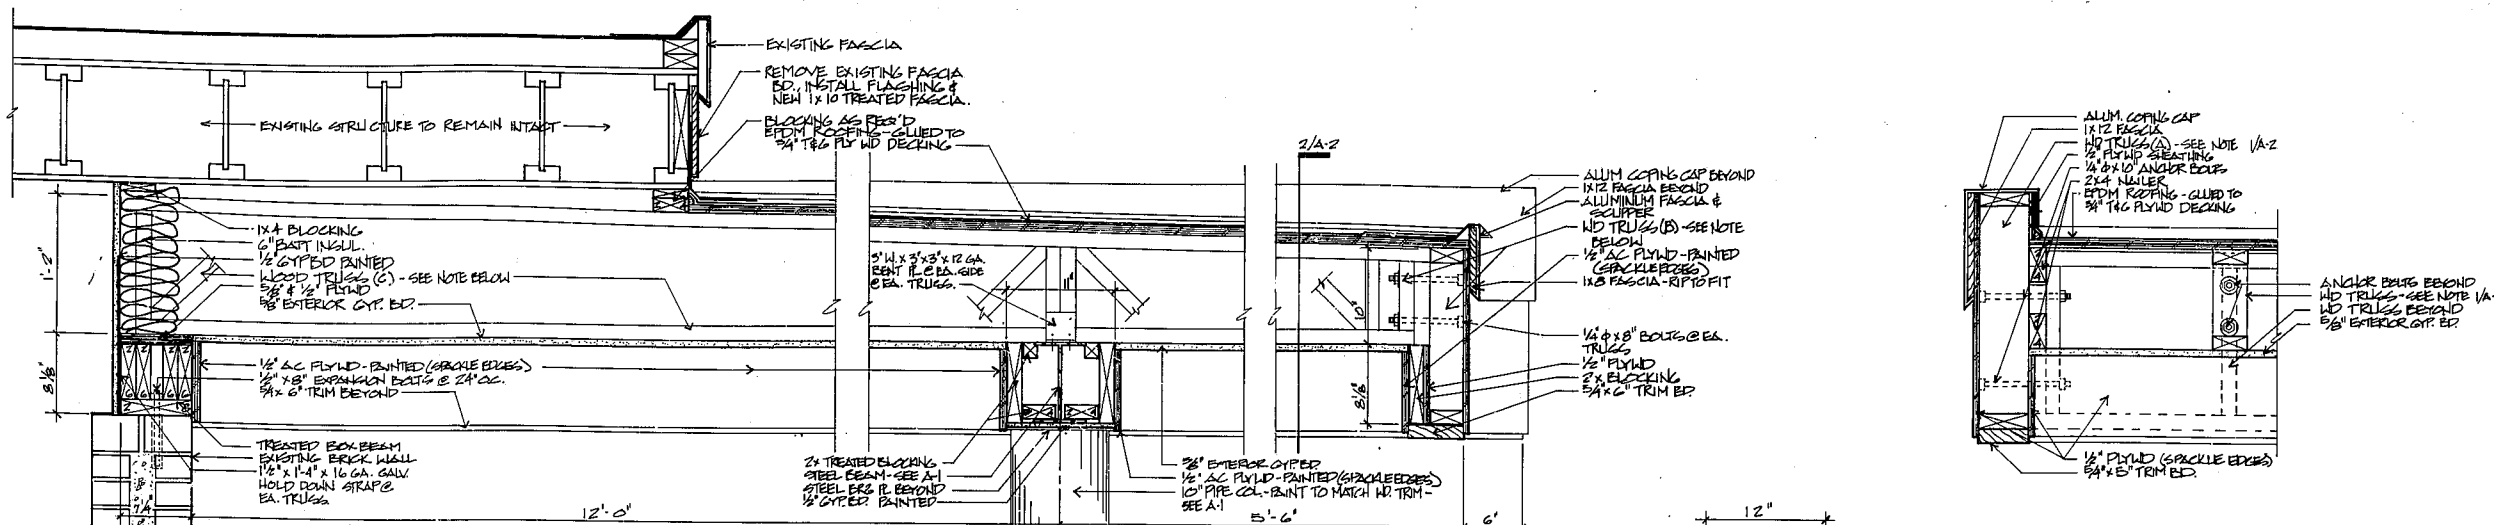 EXISTING FASCIA
REMOVE EXISTING FASCIA
BD., INSTALL FLASHING &
NEW 1x10 TREATED FASCIA.
EXISTING STRUCTURE TO REMAIN INTACT
BLOCKING AS REQ'D
EPDM ROOFING-GLUED TO
3/4" T&G PLYWD DECKING
1x4 BLOCKING
6" BATT INSUL.
1/2" GYP BD PAINTED
WOOD TRUSS (C) - SEE NOTE BELOW
5/8" & 1/2" PLYWD
5/8" EXTERIOR GYP. BD.
1'-2"
8 1/8"
1/2" AC PLYWD-PAINTED (SPACKLE EDGES)
1/2" x 8" EXPANSION BOLTS @ 24" O.C.
5/4 x 6" TRIM BEYOND
TREATED BOX BEAM
EXISTING BRICK WALL
1 1/2" x 1'-4" x 16 GA. GALV.
HOLD DOWN STRAP @
EA. TRUSS
12'-0"
3" W. x 3" x 3" x 12 GA.
BENT PL @ EA. SIDE
@ EA. TRUSS.
2x TREATED BLOCKING
STEEL BEAM-SEE A-1
STEEL BRG PL BEYOND
1/2" GYP. BD. PAINTED
5/8" EXTERIOR GYP. BD.
1/2" AC PLYWD-PAINTED (SPACKLE EDGES)
10" PIPE COL.-PAINT TO MATCH WD. TRIM-
SEE A-1
5'-6"
6"
2/A-2
ALUM COPING CAP BEYOND
1x12 FASCIA BEYOND
ALUMINUM FASCIA &
SCUPPER
WD TRUSS (B)-SEE NOTE
BELOW
1/2" AC PLYWD-PAINTED
(SPACKLE EDGES)
1x8 FASCIA-RIP TO FIT
10"
8 1/8"
1/4 φ x 8" BOLTS @ EA.
TRUSS
1/2" PLYWD
2x BLOCKING
5/4 x 6" TRIM BD.
ALUM. COPING CAP
1x12 FASCIA
WD TRUSS (A)-SEE NOTE 1/A-2
1/2" PLYWD SHEATHING
1/4" φ x 10" ANCHOR BOLTS
2x4 NAILER
EPDM ROOFING-GLUED TO
3/4" T&G PLYWD DECKING
ANCHOR BOLTS BEYOND
WD TRUSS-SEE NOTE 1/A-
WD TRUSS BEYOND
5/8" EXTERIOR GYP. BD.
1/2" PLYWD (SPACKLE EDGES)
5/4" x 8" TRIM BD.
12"